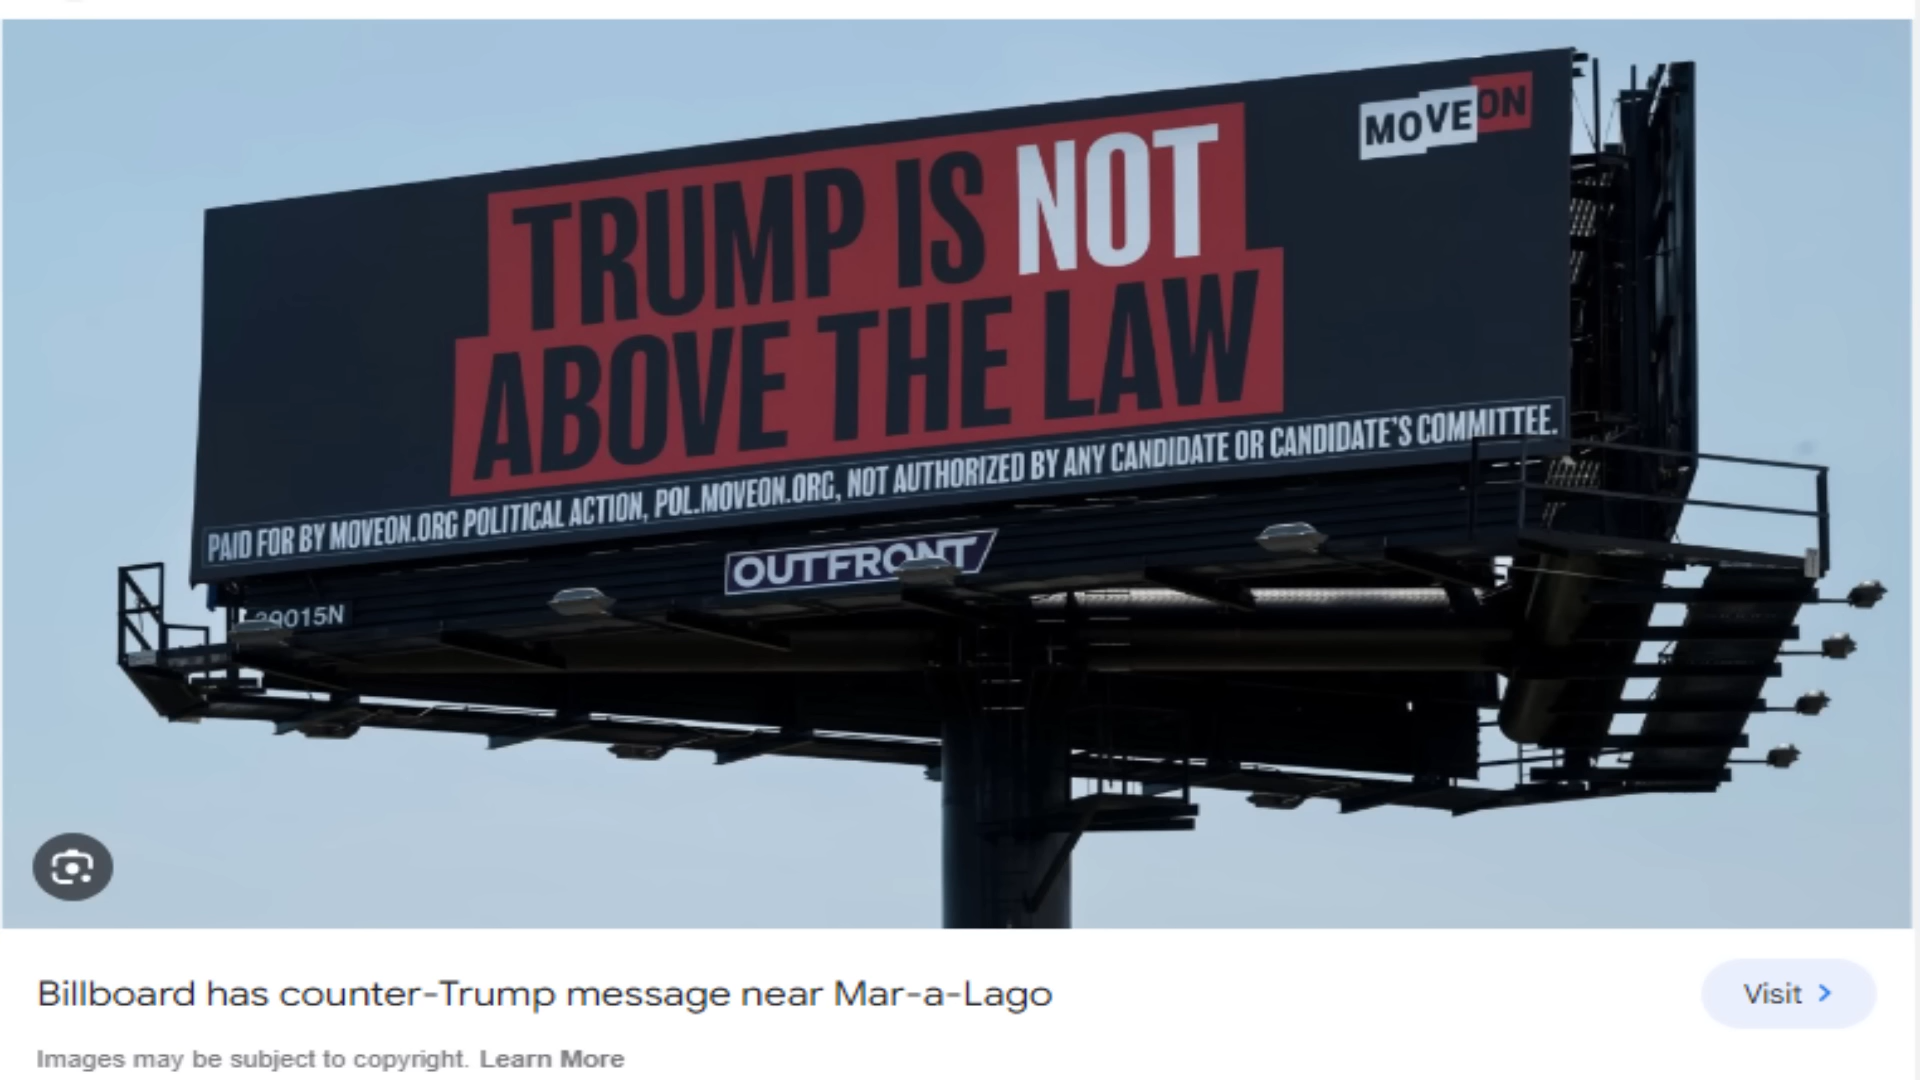 MOVEON
TRUMP IS NOT
ABOVE THE LAW
PAID FOR BY MOVEON.ORG POLITICAL ACTION, POL.MOVEON.ORG, NOT AUTHORIZED BY ANY CANDIDATE OR CANDIDATE'S COMMITTEE.
OUTFRONT
Billboard has counter-Trump message near Mar-a-Lago
Visit
Images may be subject to copyright. Learn More